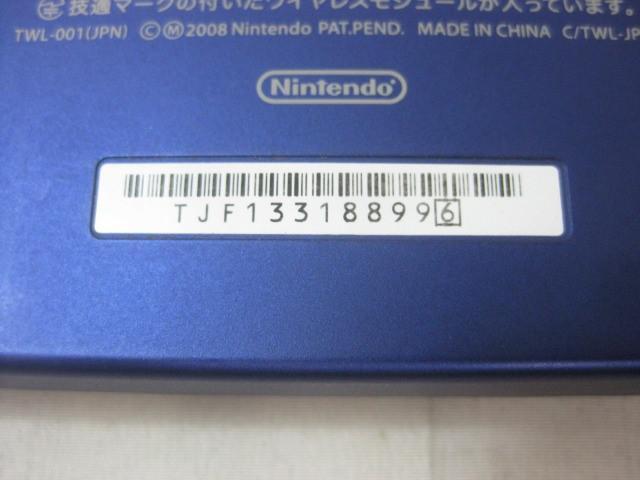 技適マークの付いたワイヤレスモジュールが入っています。
TWL-001(JPN) ©Ⓜ2008 Nintendo PAT.PEND. MADE IN CHINA C/TWL-JP
Nintendo
TJF133188996